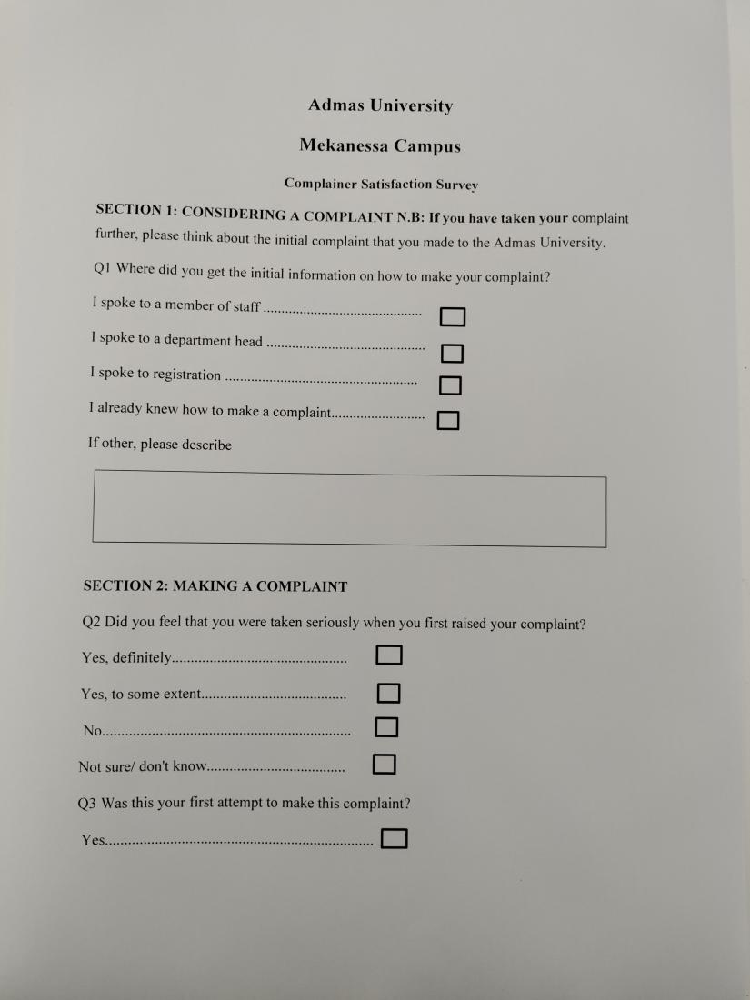 Admas University
Mekanessa Campus
Complainer Satisfaction Survey
SECTION 1: CONSIDERING A COMPLAINT N.B: If you have taken your complaint
further, please think about the initial complaint that you made to the Admas University.
Q1 Where did you get the initial information on how to make your complaint?
I spoke to a member of staff ..........................................
I spoke to a department head ..........................................
I spoke to registration ...................................................
I already knew how to make a complaint.........................
If other, please describe
SECTION 2: MAKING A COMPLAINT
Q2 Did you feel that you were taken seriously when you first raised your complaint?
Yes, definitely..............................................
Yes, to some extent......................................
No.................................................................
Not sure/ don't know....................................
Q3 Was this your first attempt to make this complaint?
Yes......................................................................